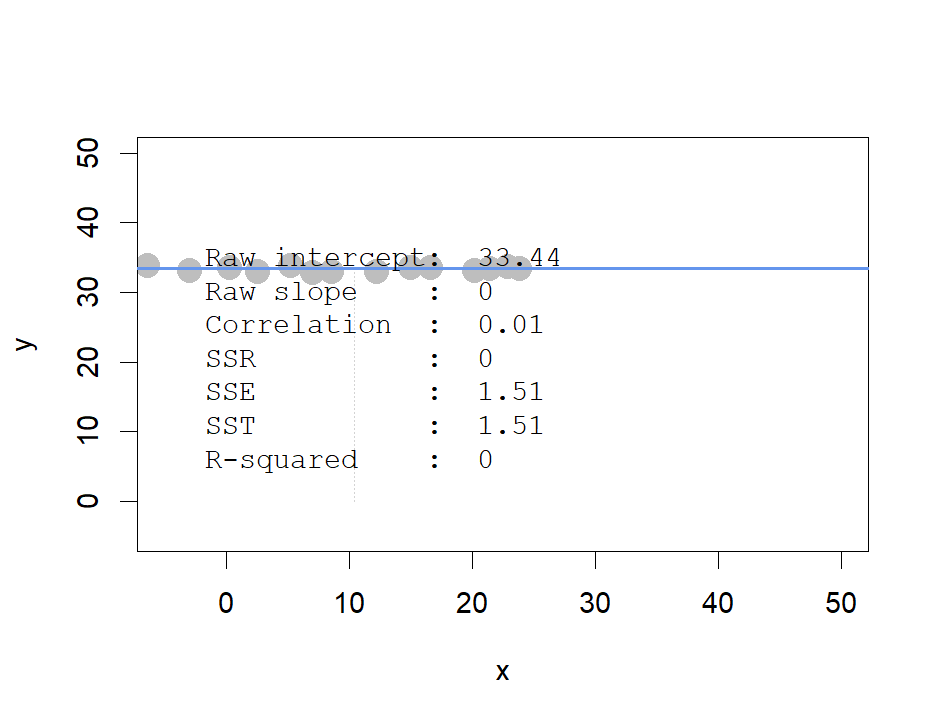 50
40
30
20
10
0
y
Raw intercept: 33.44
Raw slope : 0
Correlation : 0.01
SSR : 0
SSE : 1.51
SST : 1.51
R-squared : 0
0 10 20 30 40 50
x